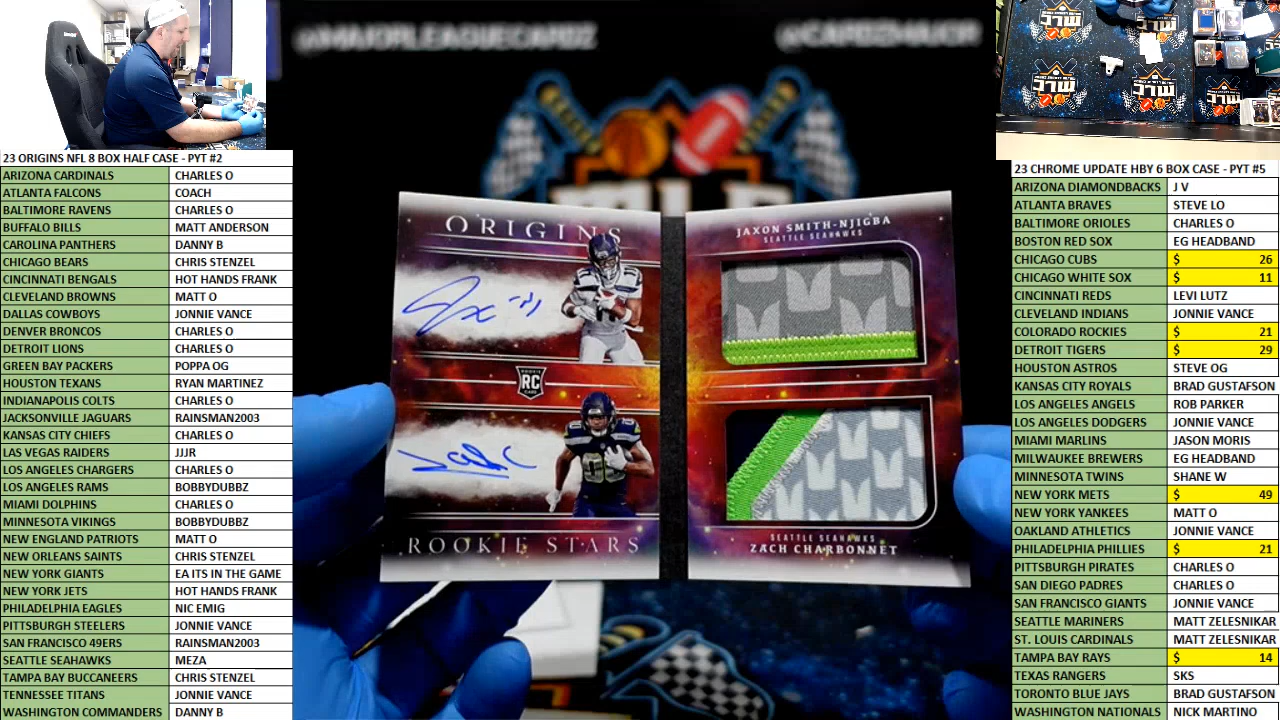 23 ORIGINS NFL 8 BOX HALF CASE - PYT #2
ARIZONA CARDINALS CHARLES O
ATLANTA FALCONS COACH
BALTIMORE RAVENS CHARLES O
BUFFALO BILLS MATT ANDERSON
CAROLINA PANTHERS DANNY B
CHICAGO BEARS CHRIS STENZEL
CINCINNATI BENGALS HOT HANDS FRANK
CLEVELAND BROWNS MATT O
DALLAS COWBOYS JONNIE VANCE
DENVER BRONCOS CHARLES O
DETROIT LIONS CHARLES O
GREEN BAY PACKERS POPPA OG
HOUSTON TEXANS RYAN MARTINEZ
INDIANAPOLIS COLTS CHARLES O
JACKSONVILLE JAGUARS RAINSMAN2003
KANSAS CITY CHIEFS CHARLES O
LAS VEGAS RAIDERS JJJR
LOS ANGELES CHARGERS CHARLES O
LOS ANGELES RAMS BOBBYDUBBZ
MIAMI DOLPHINS CHARLES O
MINNESOTA VIKINGS BOBBYDUBBZ
NEW ENGLAND PATRIOTS MATT O
NEW ORLEANS SAINTS CHRIS STENZEL
NEW YORK GIANTS EA ITS IN THE GAME
NEW YORK JETS HOT HANDS FRANK
PHILADELPHIA EAGLES NIC EMIG
PITTSBURGH STEELERS JONNIE VANCE
SAN FRANCISCO 49ERS RAINSMAN2003
SEATTLE SEAHAWKS MEZA
TAMPA BAY BUCCANEERS CHRIS STENZEL
TENNESSEE TITANS JONNIE VANCE
WASHINGTON COMMANDERS DANNY B
ORIGINS
ROOKIE
RC
ROOKIE STARS
JAXON SMITH-NJIGBA
SEATTLE SEAHAWKS
SEATTLE SEAHAWKS
ZACH CHARBONNET
23 CHROME UPDATE HBY 6 BOX CASE - PYT #5
ARIZONA DIAMONDBACKS J V
ATLANTA BRAVES STEVE LO
BALTIMORE ORIOLES CHARLES O
BOSTON RED SOX EG HEADBAND
CHICAGO CUBS $ 26
CHICAGO WHITE SOX $ 11
CINCINNATI REDS LEVI LUTZ
CLEVELAND INDIANS JONNIE VANCE
COLORADO ROCKIES $ 21
DETROIT TIGERS $ 29
HOUSTON ASTROS STEVE OG
KANSAS CITY ROYALS BRAD GUSTAFSON
LOS ANGELES ANGELS ROB PARKER
LOS ANGELES DODGERS JONNIE VANCE
MIAMI MARLINS JASON MORIS
MILWAUKEE BREWERS EG HEADBAND
MINNESOTA TWINS SHANE W
NEW YORK METS $ 49
NEW YORK YANKEES MATT O
OAKLAND ATHLETICS JONNIE VANCE
PHILADELPHIA PHILLIES $ 21
PITTSBURGH PIRATES CHARLES O
SAN DIEGO PADRES CHARLES O
SAN FRANCISCO GIANTS JONNIE VANCE
SEATTLE MARINERS MATT ZELESNIKAR
ST. LOUIS CARDINALS MATT ZELESNIKAR
TAMPA BAY RAYS $ 14
TEXAS RANGERS SKS
TORONTO BLUE JAYS BRAD GUSTAFSON
WASHINGTON NATIONALS NICK MARTINO